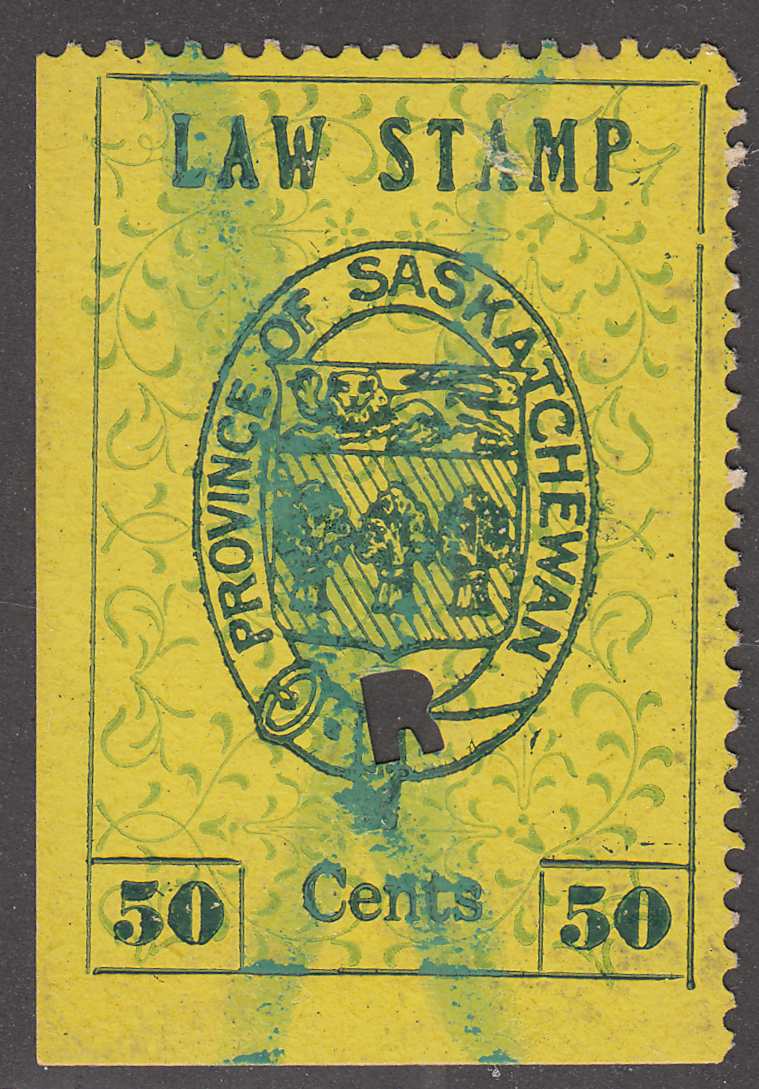 LAW STAMP
PROVINCE OF SASKATCHEWAN
R
50 Cents 50